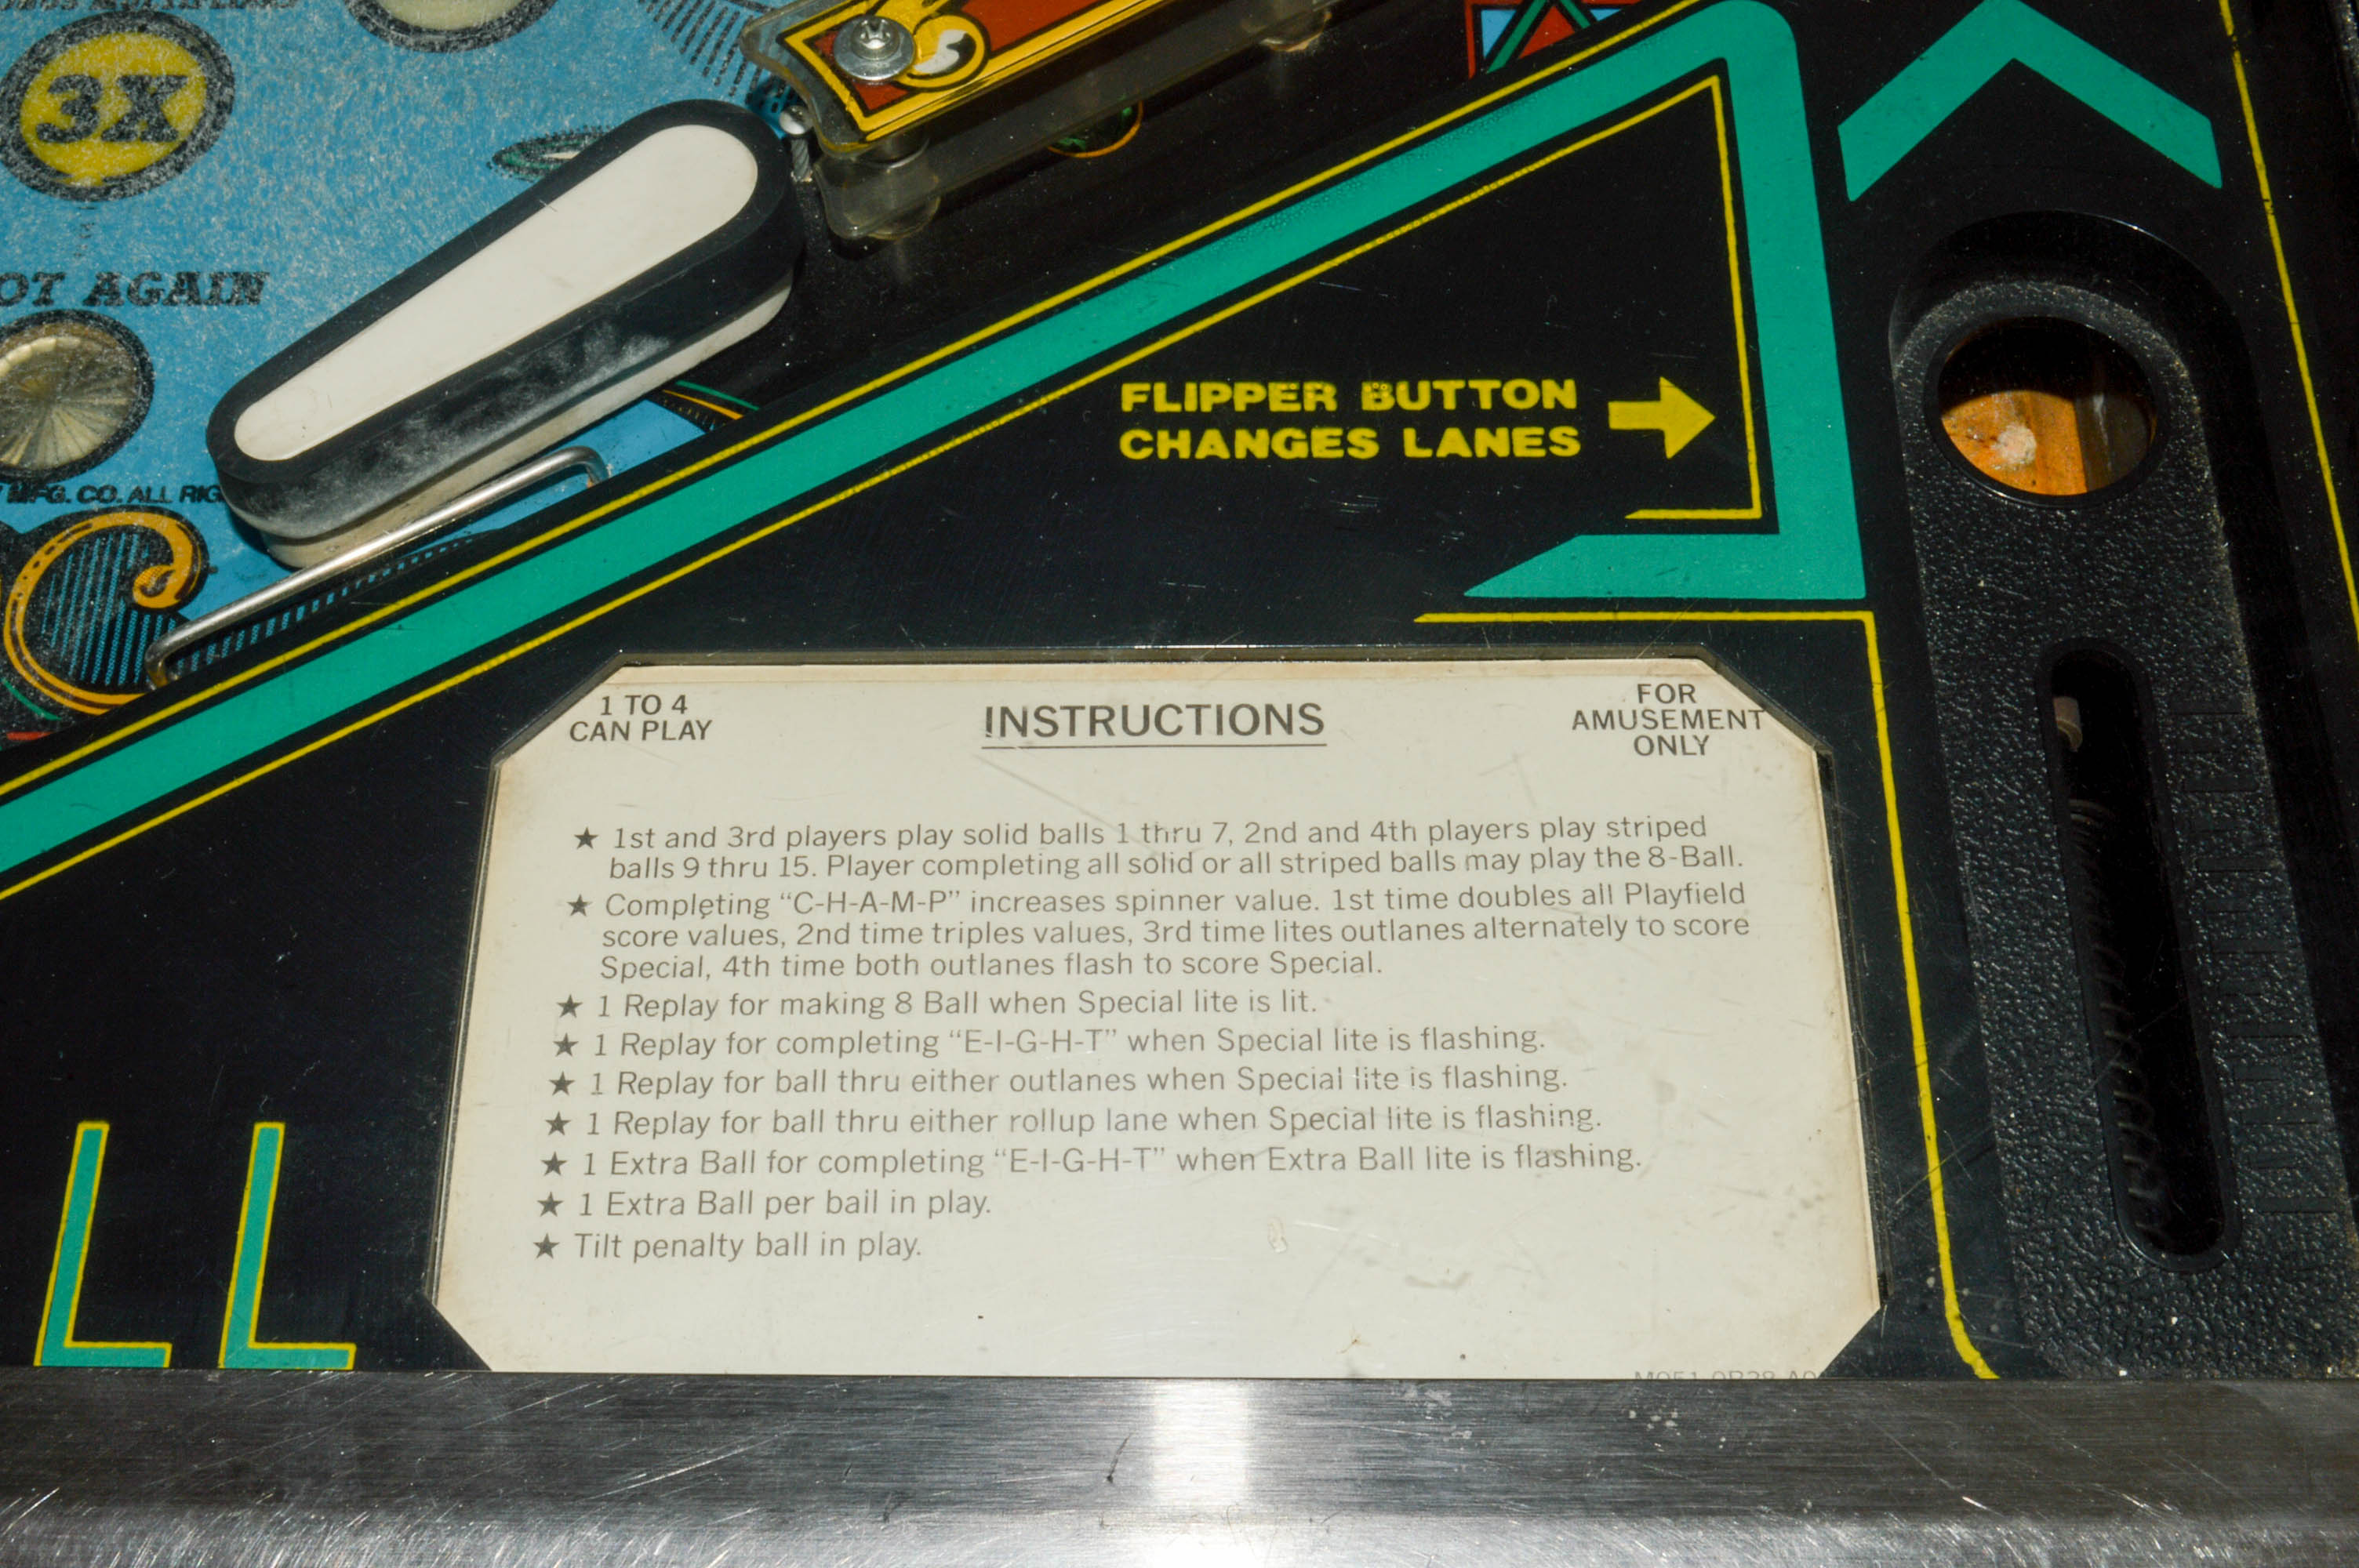 3X
AGAIN
MFG. CO. ALL
FLIPPER BUTTON
CHANGES LANES
1 TO 4
CAN PLAY
INSTRUCTIONS
FOR
AMUSEMENT
ONLY
★ 1st and 3rd players play solid balls 1 thru 7, 2nd and 4th players play striped
balls 9 thru 15. Player completing all solid or all striped balls may play the 8-Ball.
★ Completing “C-H-A-M-P” increases spinner value. 1st time doubles all Playfield
score values, 2nd time triples values, 3rd time lites outlanes alternately to score
Special, 4th time both outlanes flash to score Special.
★ 1 Replay for making 8 Ball when Special lite is lit.
★ 1 Replay for completing “E-I-G-H-T” when Special lite is flashing.
★ 1 Replay for ball thru either outlanes when Special lite is flashing.
★ 1 Replay for ball thru either rollup lane when Special lite is flashing.
★ 1 Extra Ball for completing “E-I-G-H-T” when Extra Ball lite is flashing.
★ 1 Extra Ball per ball in play.
★ Tilt penalty ball in play.
LL